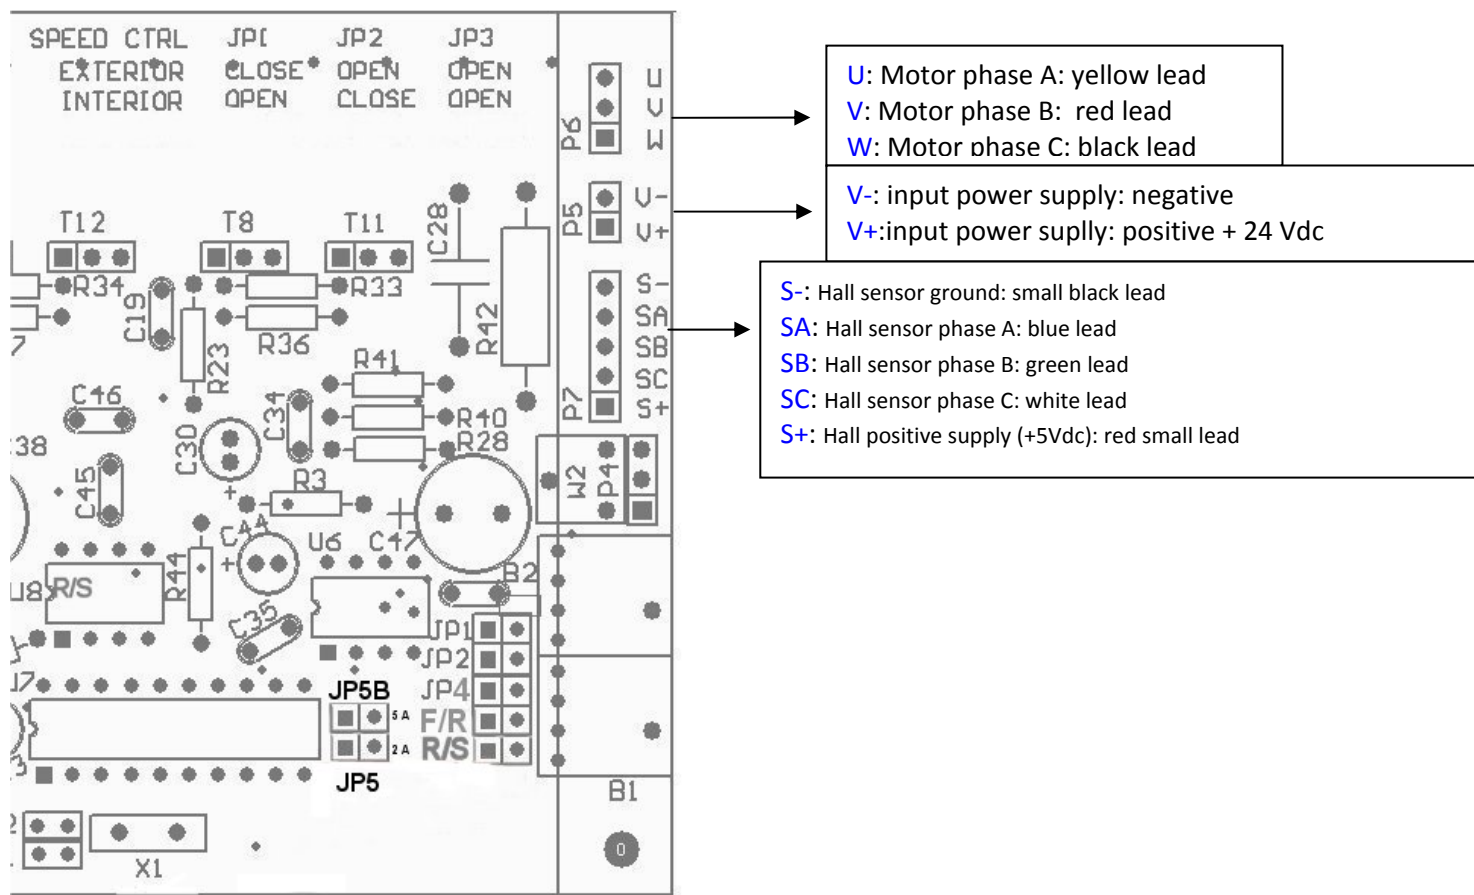 SPEED CTRL JP1 JP2 JP3
EXTERIOR CLOSE OPEN OPEN
INTERIOR OPEN CLOSE OPEN
U
V
W
P6
U: Motor phase A: yellow lead
V: Motor phase B: red lead
W: Motor phase C: black lead
V-
V+
P5
V-: input power supply: negative
V+:input power suplly: positive + 24 Vdc
S-
SA
SB
SC
S+
P7
S-: Hall sensor ground: small black lead
SA: Hall sensor phase A: blue lead
SB: Hall sensor phase B: green lead
SC: Hall sensor phase C: white lead
S+: Hall positive supply (+5Vdc): red small lead
T12 T8 T11
C28
R42
R34
R33
C19
R23
R36
R41
C46
C34
R40
C30
R28
C38
C45
R3
W2
P4
C44
U6 C47
R44
U8
R/S
B2
C35
JP1
JP2
JP4
F/R
R/S
U7
JP5B
5A
2A
JP5
B1
X1
0